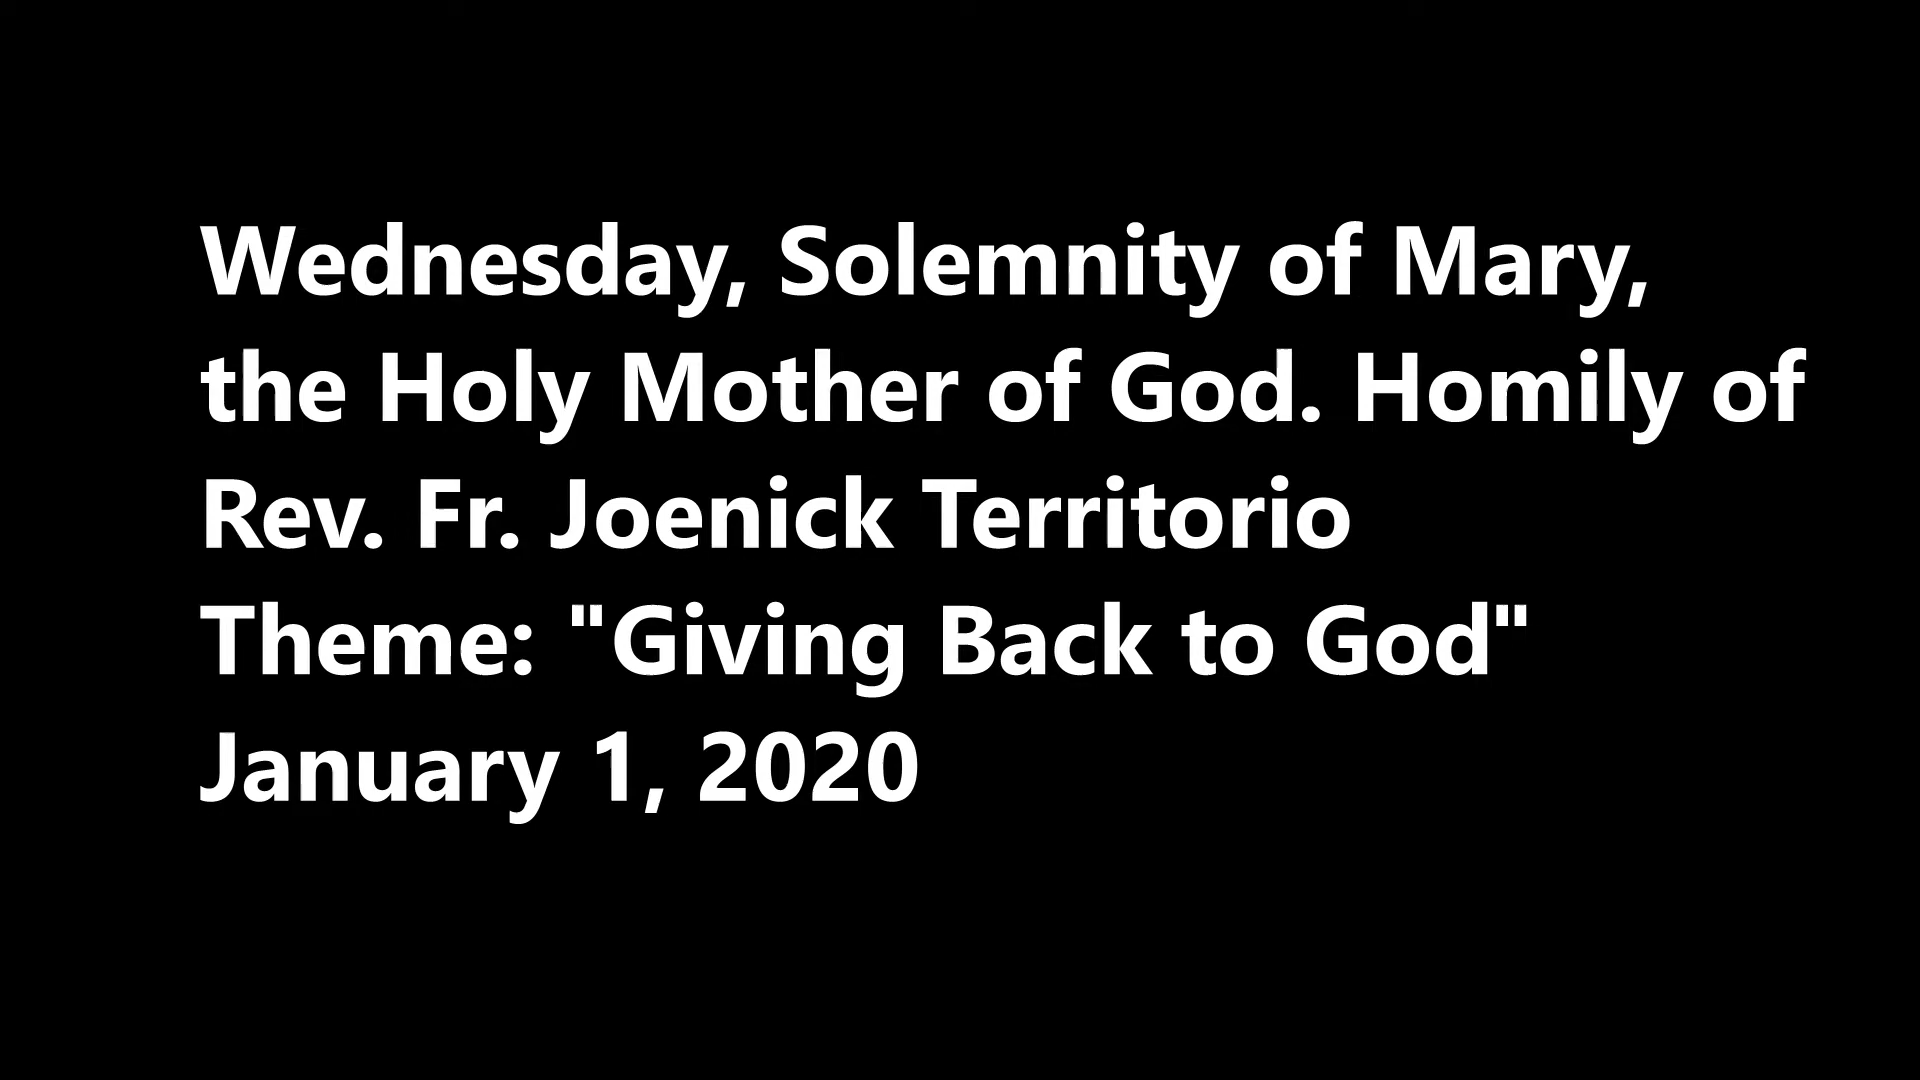 Wednesday, Solemnity of Mary,
the Holy Mother of God. Homily of
Rev. Fr. Joenick Territorio
Theme: "Giving Back to God"
January 1, 2020